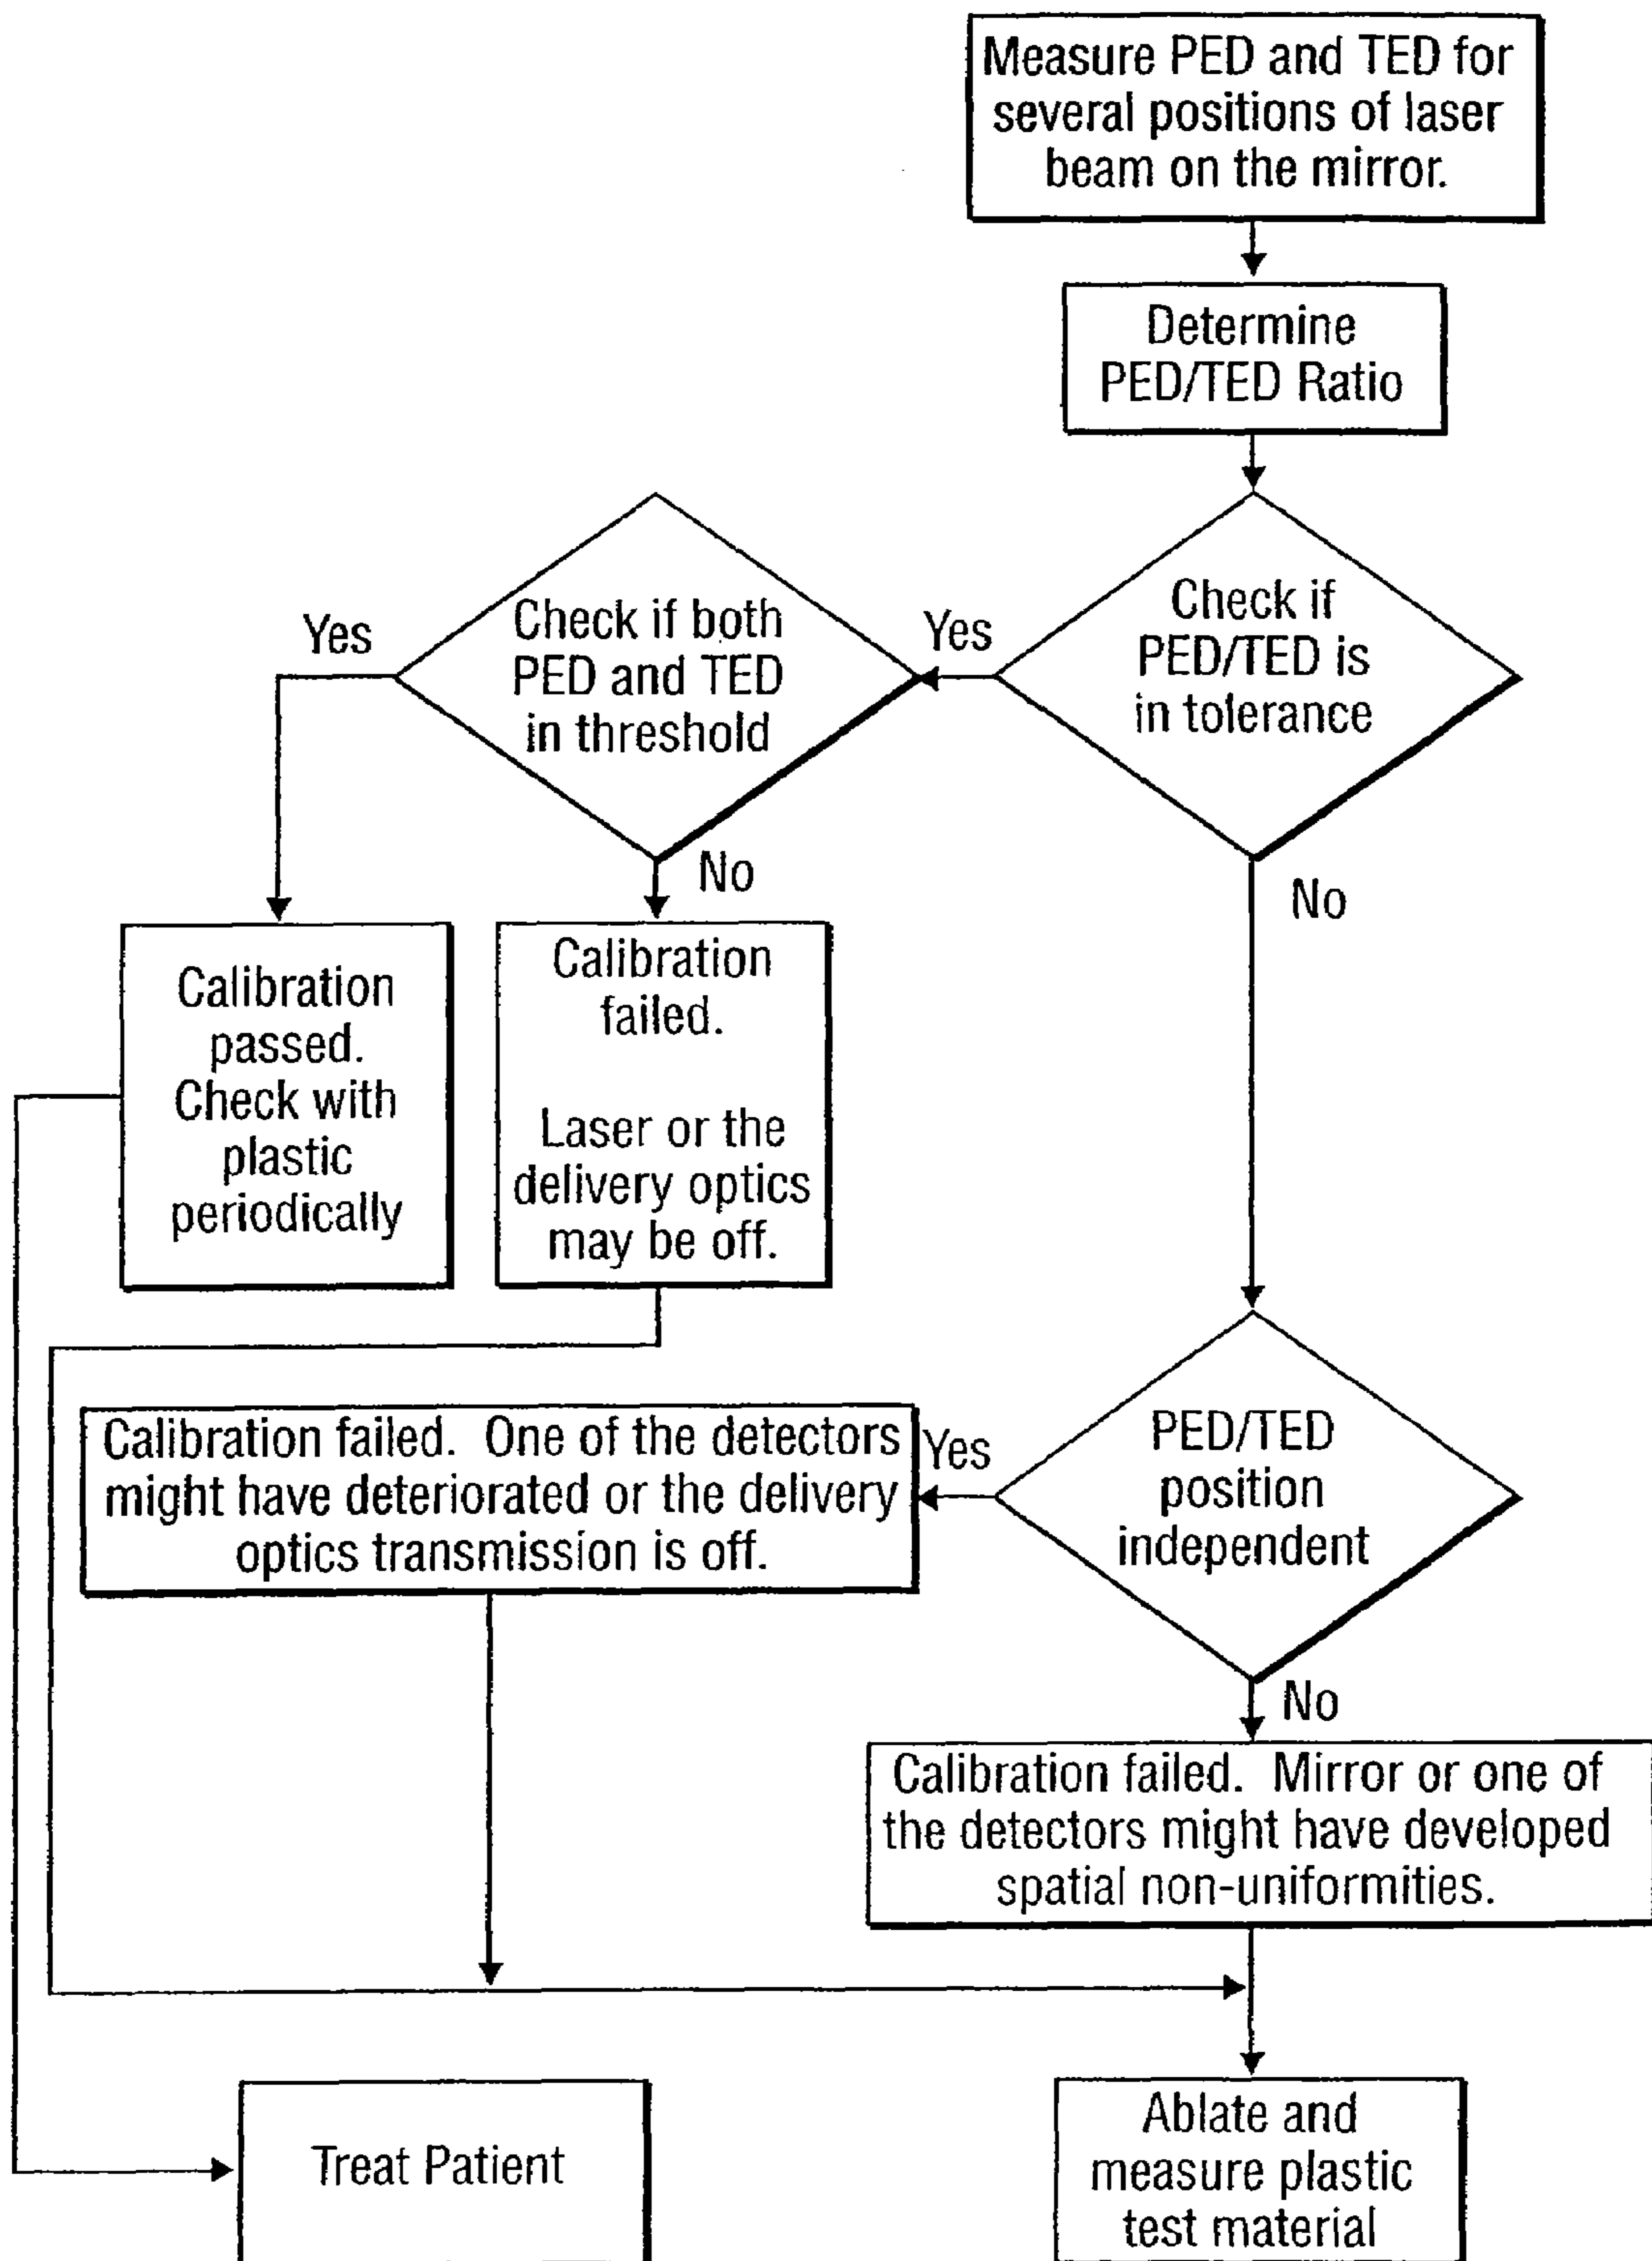 Measure PED and TED for
several positions of laser
beam on the mirror.
Determine
PED/TED Ratio
Check if
PED/TED is
in tolerance
Yes
No
Check if both
PED and TED
in threshold
Yes
No
Calibration
passed.
Check with
plastic
periodically
Calibration
failed.
Laser or the
delivery optics
may be off.
PED/TED
position
independent
Yes
No
Calibration failed. One of the detectors
might have deteriorated or the delivery
optics transmission is off.
Calibration failed. Mirror or one of
the detectors might have developed
spatial non-uniformities.
Treat Patient
Ablate and
measure plastic
test material